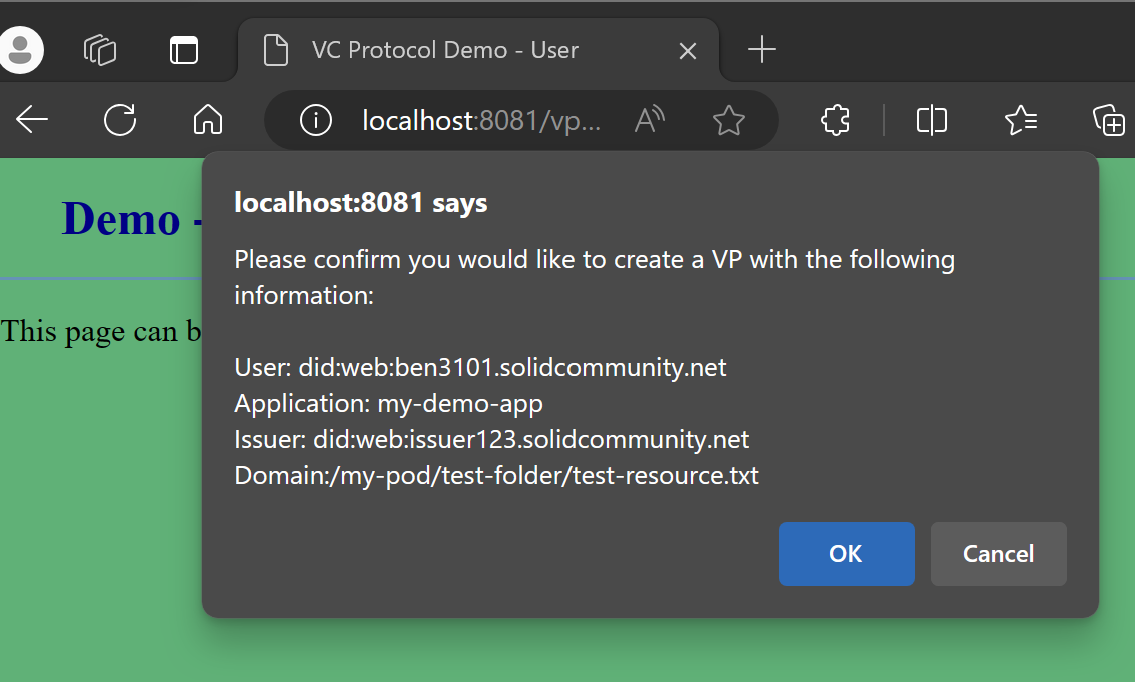 VC Protocol Demo - User
localhost:8081/vp...
localhost:8081 says
Demo -
Please confirm you would like to create a VP with the following
information:
This page can b
User: did:web:ben3101.solidcommunity.net
Application: my-demo-app
Issuer: did:web:issuer123.solidcommunity.net
Domain:/my-pod/test-folder/test-resource.txt
OK
Cancel